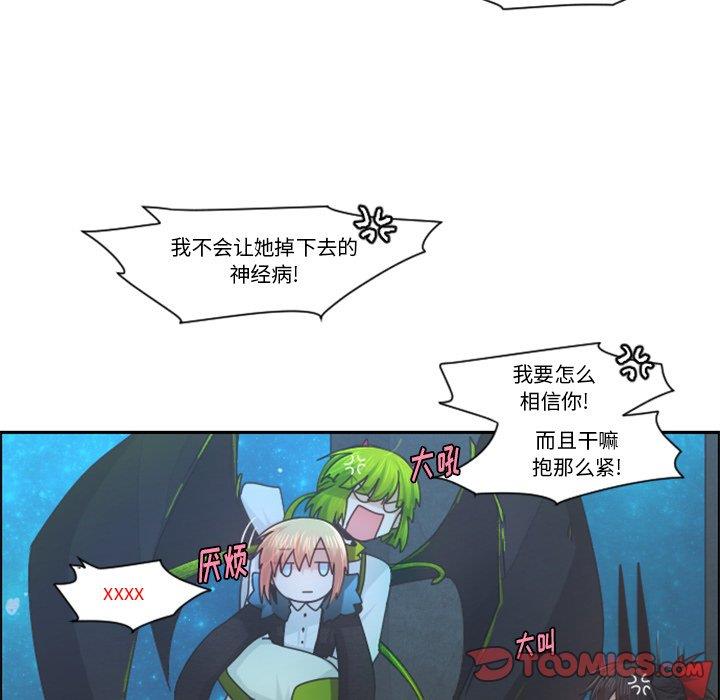 我不会让她掉下去的
神经病!
我要怎么
相信你!
而且干嘛
抱那么紧!
大吼
厌烦
XXXX
大叫
TOOMICS.COM